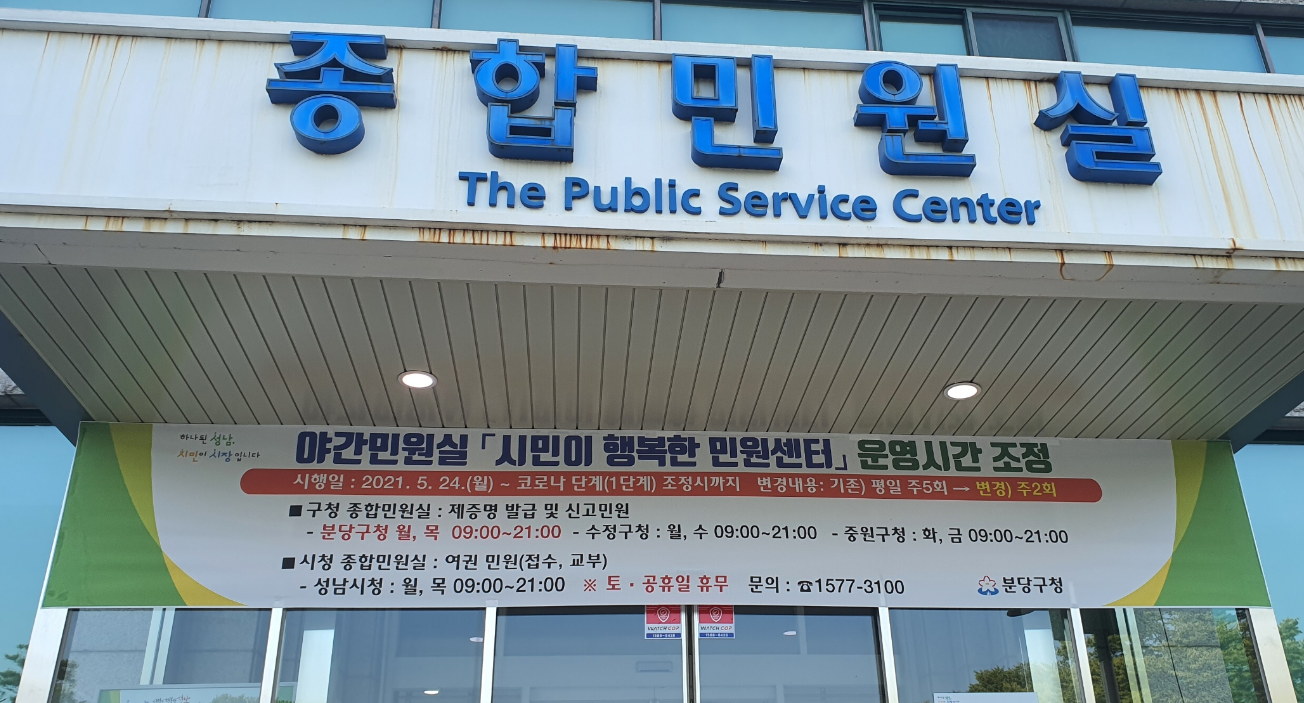 종합민원실
The Public Service Center
하나된 성남,
시민이 시장입니다
야간민원실 「시민이 행복한 민원센터」 운영시간 조정
시행일 : 2021. 5. 24.(월) ~ 코로나 단계(1단계) 조정시까지 변경내용: 기존) 평일 주5회 → 변경) 주2회
■ 구청 종합민원실 : 제증명 발급 및 신고민원
- 분당구청 월, 목 09:00~21:00 - 수정구청 : 월, 수 09:00~21:00 - 중원구청 : 화, 금 09:00~21:00
■ 시청 종합민원실 : 여권 민원(접수, 교부)
- 성남시청 : 월, 목 09:00~21:00 ※ 토 · 공휴일 휴무 문의 : ☎1577-3100 분당구청
WATCH COP WATCH COP